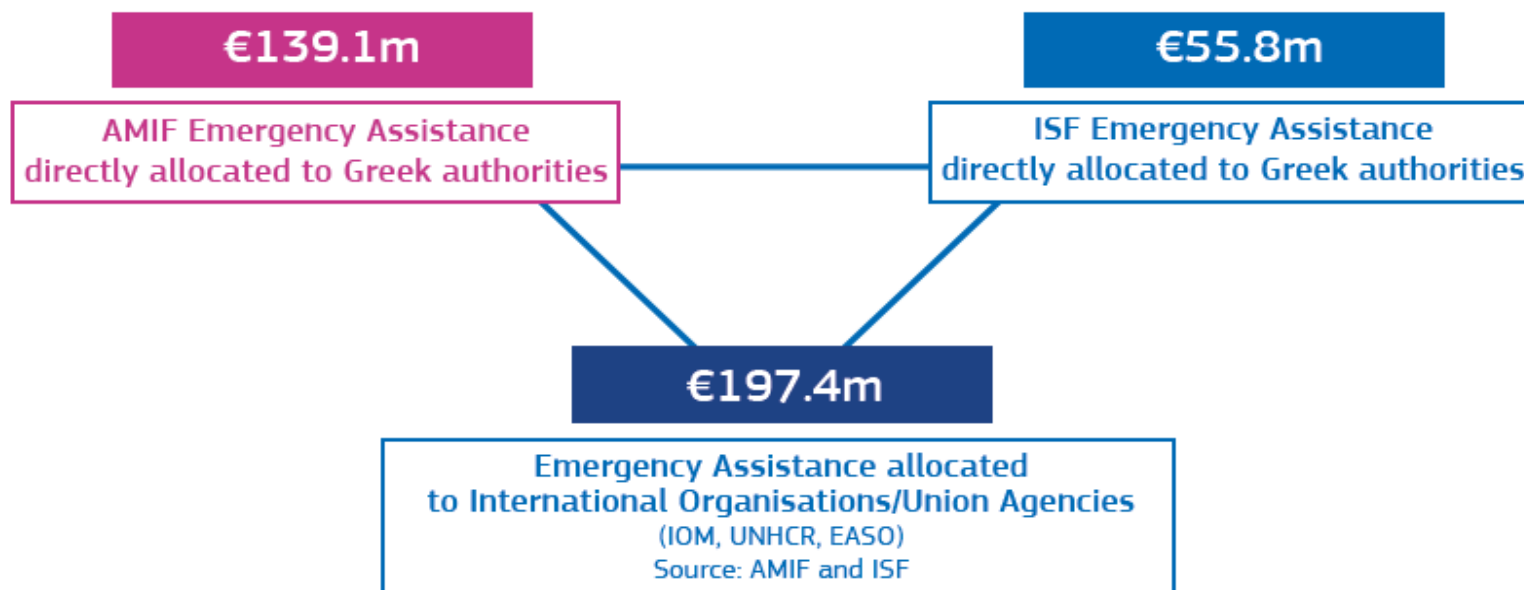 €139.1m
AMIF Emergency Assistance
directly allocated to Greek authorities
€55.8m
ISF Emergency Assistance
directly allocated to Greek authorities
€197.4m
Emergency Assistance allocated
to International Organisations/Union Agencies
(IOM, UNHCR, EASO)
Source: AMIF and ISF